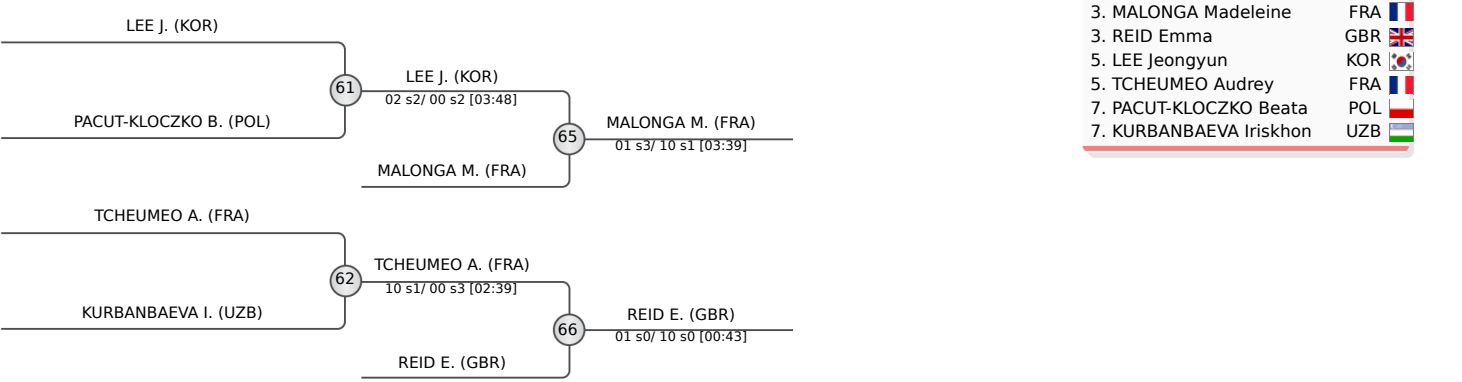 LEE J. (KOR)
61
PACUT-KLOCZKO B. (POL)
LEE J. (KOR)
02 s2/ 00 s2 [03:48]
65
MALONGA M. (FRA)
MALONGA M. (FRA)
01 s3/ 10 s1 [03:39]
TCHEUMEO A. (FRA)
62
KURBANBAEVA I. (UZB)
TCHEUMEO A. (FRA)
10 s1/ 00 s3 [02:39]
66
REID E. (GBR)
REID E. (GBR)
01 s0/ 10 s0 [00:43]
3. MALONGA Madeleine FRA
3. REID Emma GBR
5. LEE Jeongyun KOR
5. TCHEUMEO Audrey FRA
7. PACUT-KLOCZKO Beata POL
7. KURBANBAEVA Iriskhon UZB